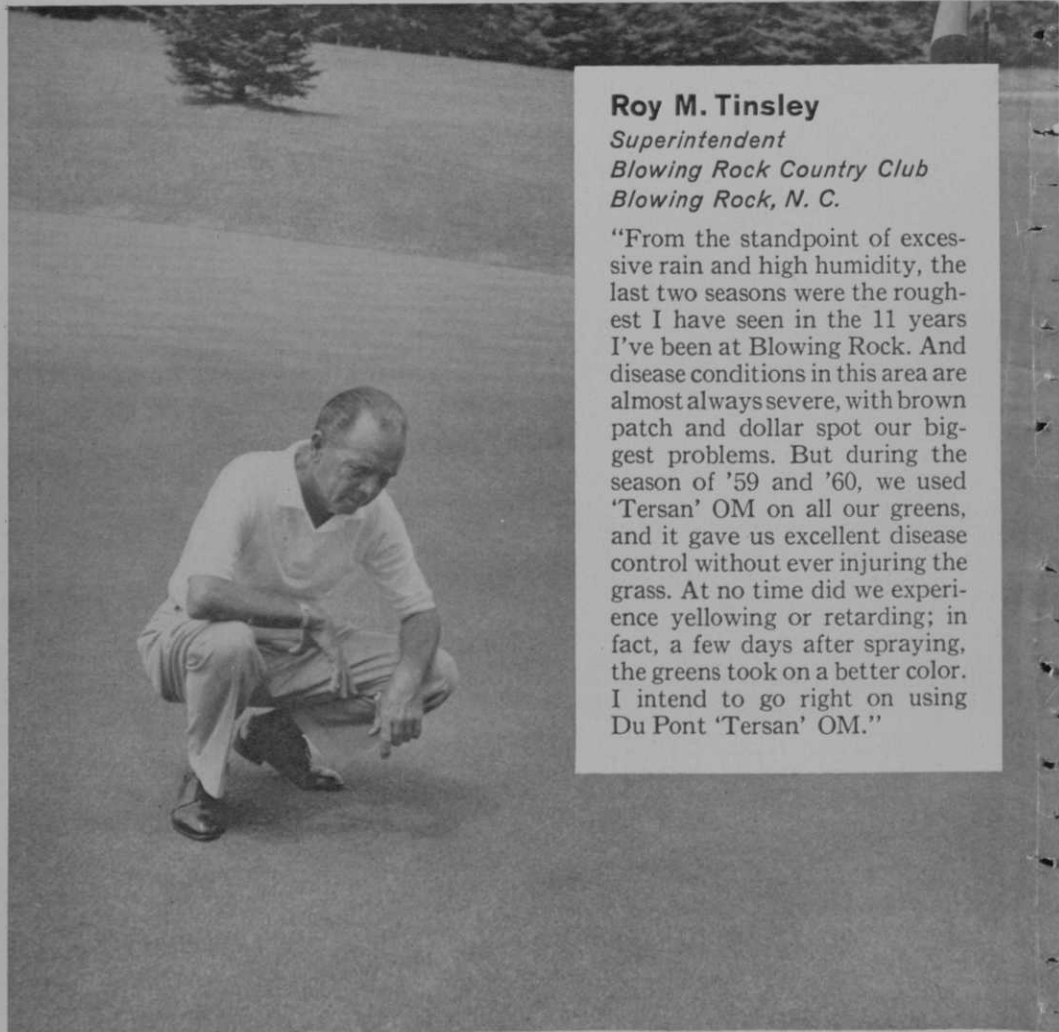 Roy M. Tinsley
Superintendent
Blowing Rock Country Club
Blowing Rock, N. C.
“From the standpoint of exces-
sive rain and high humidity, the
last two seasons were the rough-
est I have seen in the 11 years
I’ve been at Blowing Rock. And
disease conditions in this area are
almost always severe, with brown
patch and dollar spot our big-
gest problems. But during the
season of ’59 and ’60, we used
‘Tersan’ OM on all our greens,
and it gave us excellent disease
control without ever injuring the
grass. At no time did we experi-
ence yellowing or retarding; in
fact, a few days after spraying,
the greens took on a better color.
I intend to go right on using
Du Pont ‘Tersan’ OM.”